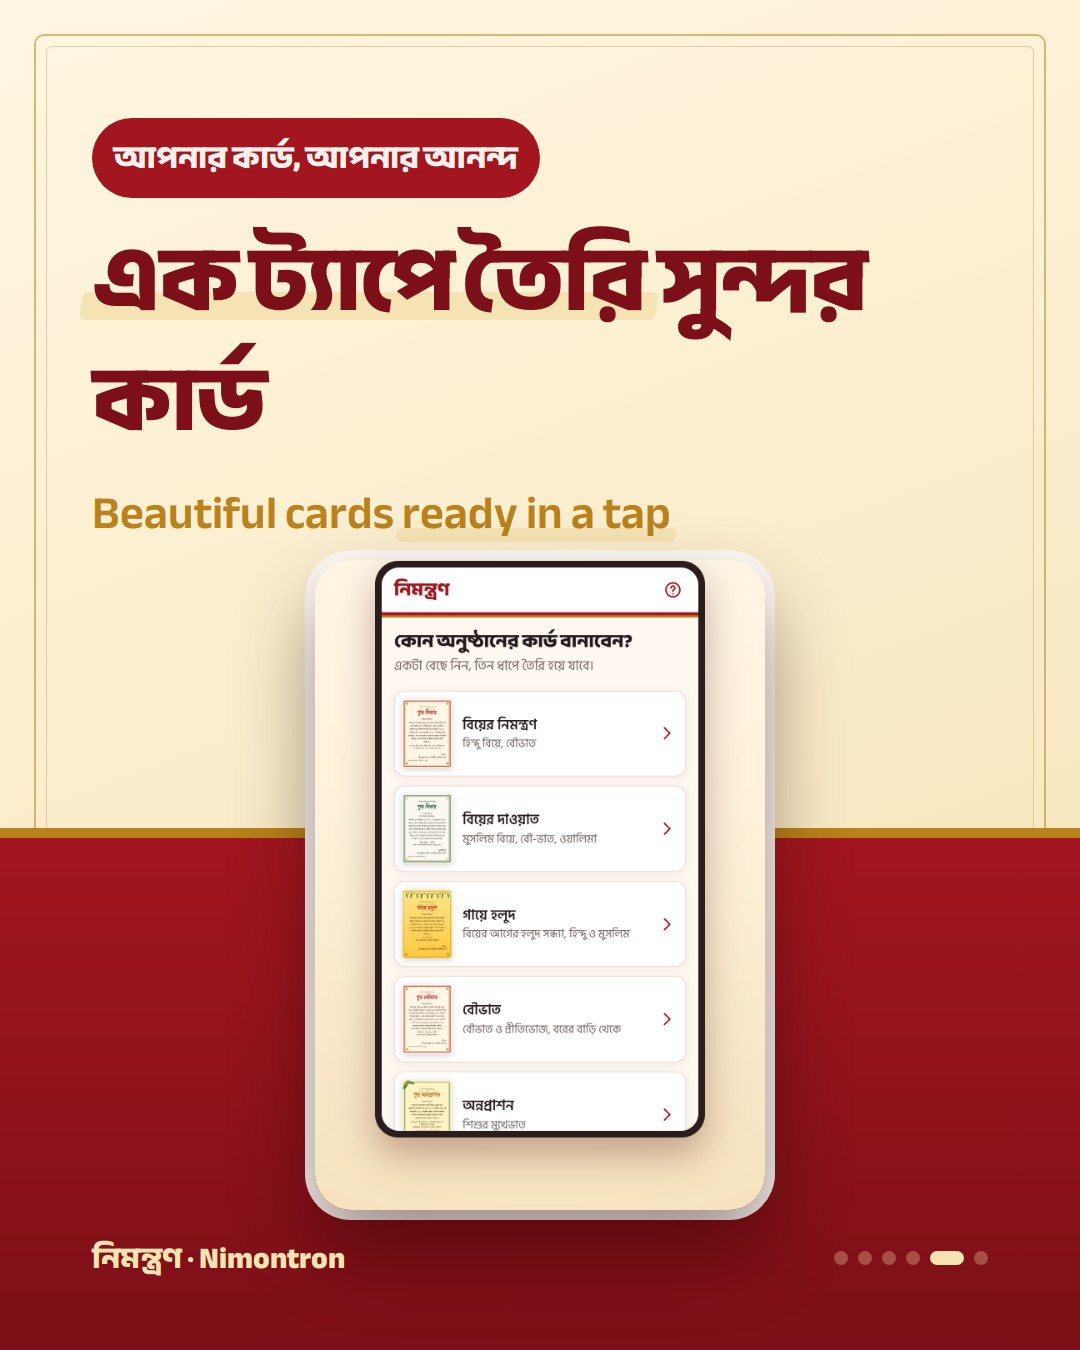 আপনার কার্ড, আপনার আনন্দ
এক ট্যাপে তৈরি সুন্দর
কার্ড
Beautiful cards ready in a tap
নিমন্ত্রণ
কোন অনুষ্ঠানের কার্ড বানাবেন?
একটা বেছে নিন, তিন ধাপে তৈরি হয়ে যাবে।
বিয়ের নিমন্ত্রণ
হিন্দু বিয়ে, বৌভাত
বিয়ের দাওয়াত
মুসলিম বিয়ে, বৌ-ভাত, ওয়ালিমা
গায়ে হলুদ
বিয়ের আগের হলুদ সন্ধ্যা, হিন্দু ও মুসলিম
বৌভাত
বৌভাত ও প্রীতিভোজ, বরের বাড়ি থেকে
অন্নপ্রাশন
শিশুর মুখেভাত
নিমন্ত্রণ · Nimontron